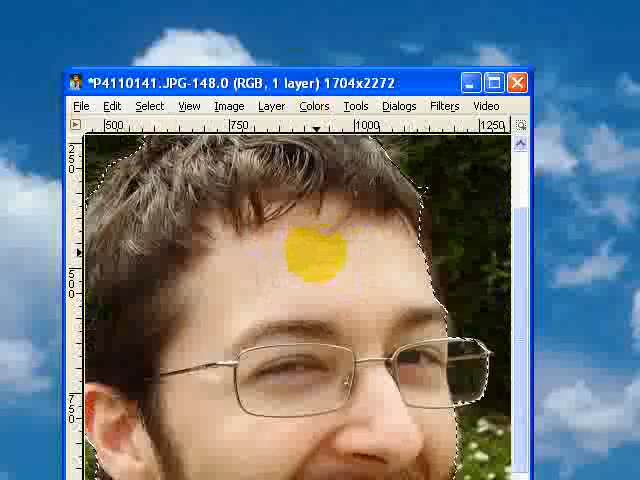 *P4110141.JPG-148.0 (RGB, 1 layer) 1704x2272
File Edit Select View Image Layer Colors Tools Dialogs Filters Video
500 750 1000 1250
250
500
750